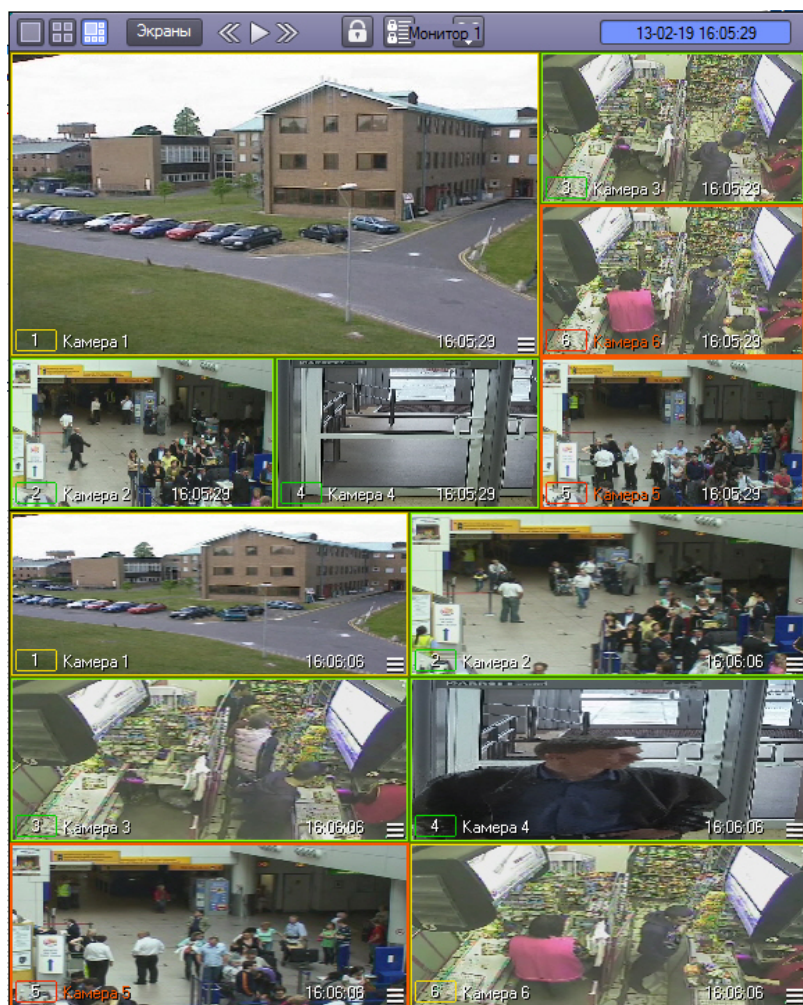 Экраны Монитор 1 13-02-19 16:05:29
3 Камера 3 16:05:29
6 Камера 6 16:05:29
1 Камера 1 16:05:29
2 Камера 2 16:05:29
4 Камера 4 16:05:29
5 Камера 5 16:05:29
1 Камера 1 16:06:06
2 Камера 2 16:06:06
3 Камера 3 16:06:06
4 Камера 4 16:06:06
5 Камера 5 16:06:06
6 Камера 6 16:06:06